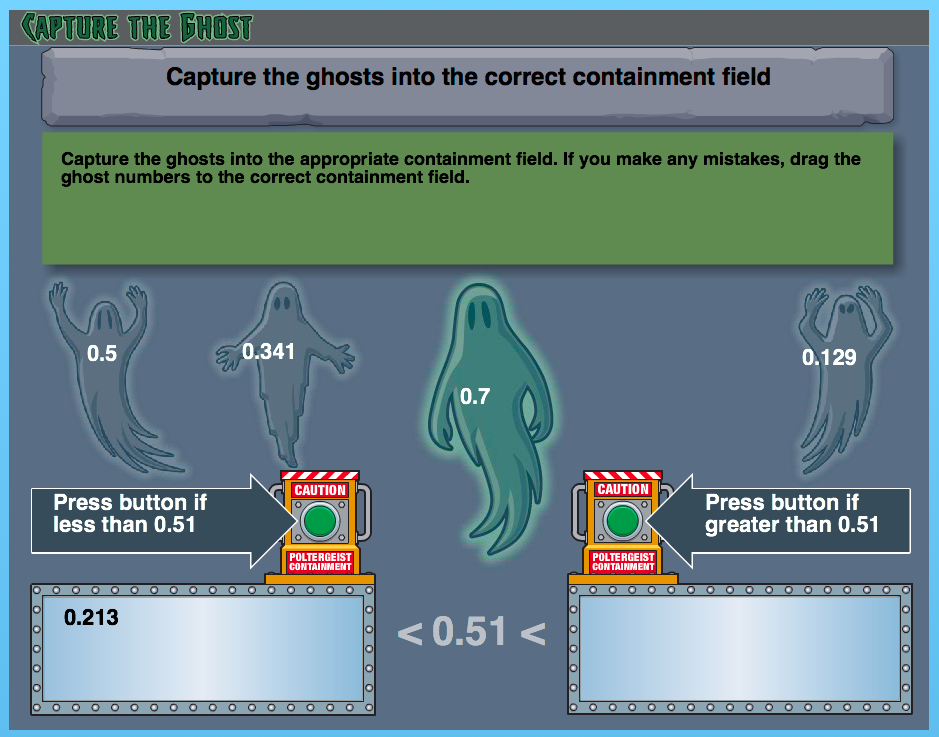 Capture the Ghost
Capture the ghosts into the correct containment field
Capture the ghosts into the appropriate containment field. If you make any mistakes, drag the
ghost numbers to the correct containment field.
0.5
0.341
0.7
0.129
Press button if
less than 0.51
CAUTION
POLTERGEIST
CONTAINMENT
CAUTION
POLTERGEIST
CONTAINMENT
Press button if
greater than 0.51
0.213
< 0.51 <